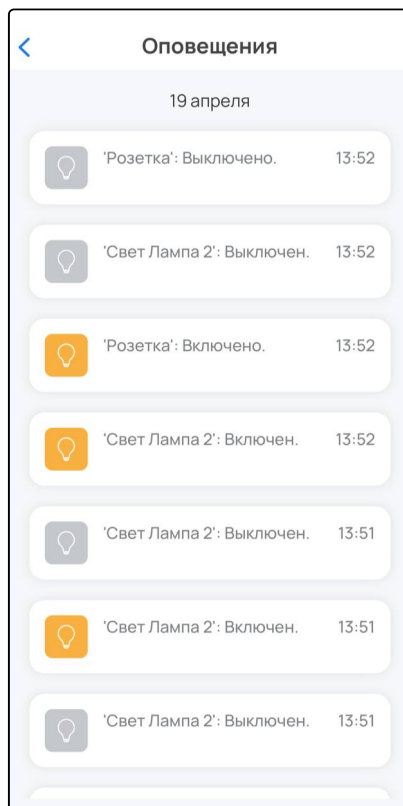 Оповещения
19 апреля
'Розетка': Выключено. 13:52
'Свет Лампа 2': Выключен. 13:52
'Розетка': Включено. 13:52
'Свет Лампа 2': Включен. 13:52
'Свет Лампа 2': Выключен. 13:51
'Свет Лампа 2': Включен. 13:51
'Свет Лампа 2': Выключен. 13:51